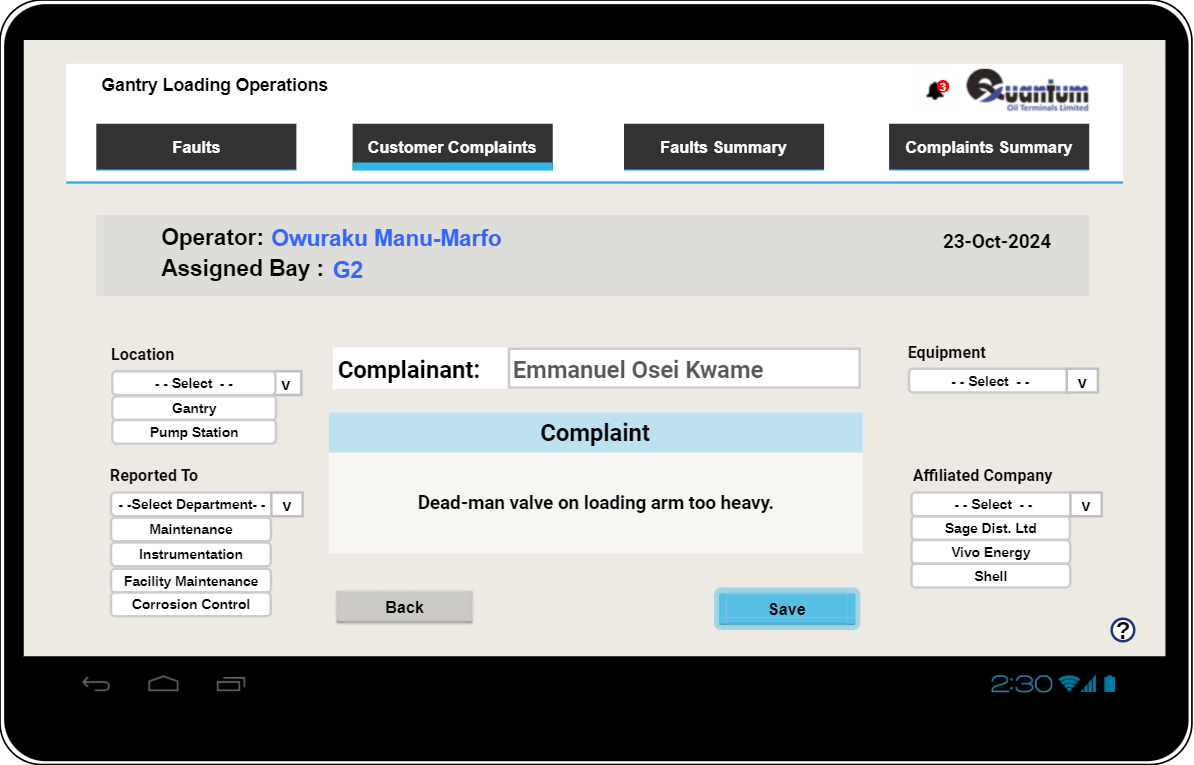 Gantry Loading Operations
3
Quantum
Oil Terminals Limited
Faults
Customer Complaints
Faults Summary
Complaints Summary
Operator: Owuraku Manu-Marfo
23-Oct-2024
Assigned Bay : G2
Location
- - Select - -
v
Gantry
Pump Station
Complainant: Emmanuel Osei Kwame
Equipment
- - Select - -
v
Complaint
Dead-man valve on loading arm too heavy.
Reported To
- -Select Department- -
v
Maintenance
Instrumentation
Facility Maintenance
Corrosion Control
Affiliated Company
- - Select - -
v
Sage Dist. Ltd
Vivo Energy
Shell
Back
Save
?
2:30